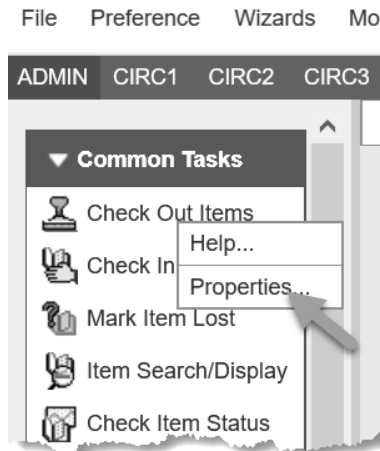 File Preference Wizards Mo
ADMIN CIRC1 CIRC2 CIRC3
Common Tasks
Check Out Items
Help...
Check In
Properties...
Mark Item Lost
Item Search/Display
Check Item Status